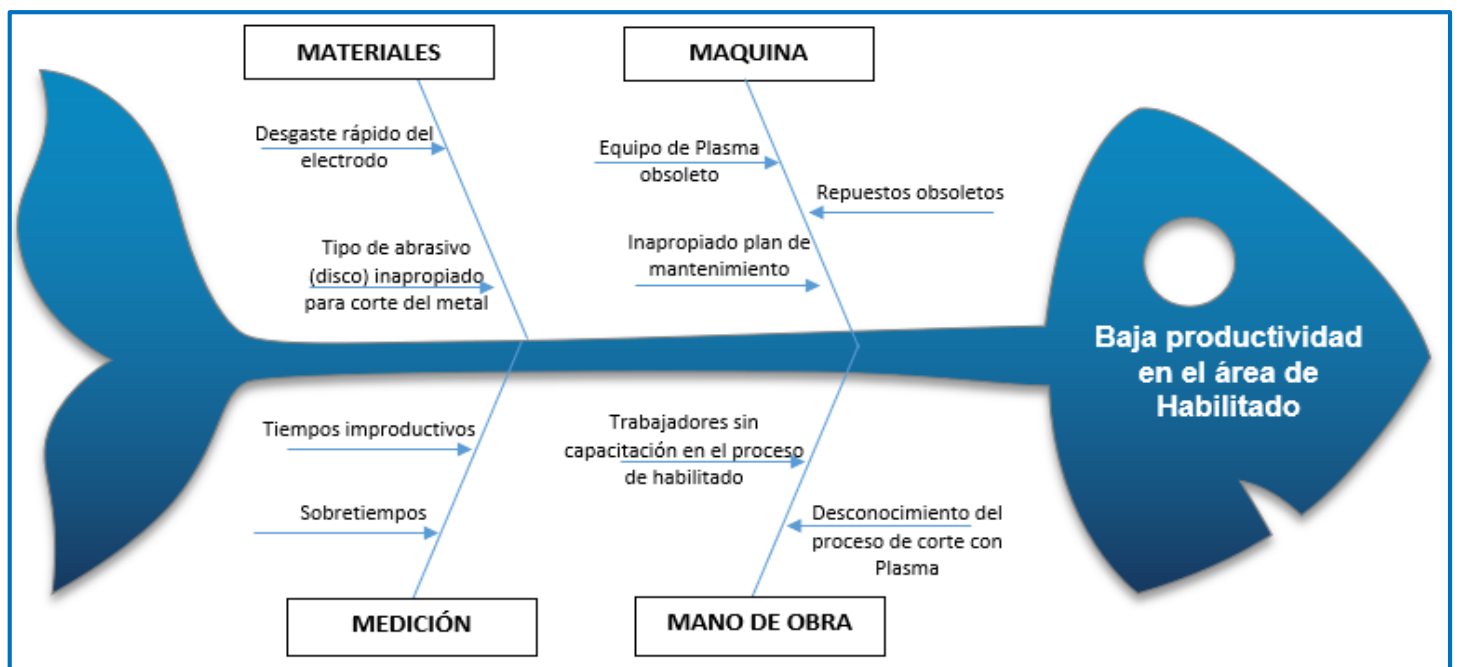 MATERIALES
Desgaste rápido del
electrodo
Tipo de abrasivo
(disco) inapropiado
para corte del metal
MAQUINA
Equipo de Plasma
obsoleto
Repuestos obsoletos
Inapropiado plan de
mantenimiento
Baja productividad
en el área de
Habilitado
Tiempos improductivos
Sobretiempos
MEDICIÓN
Trabajadores sin
capacitación en el proceso
de habilitado
Desconocimiento del
proceso de corte con
Plasma
MANO DE OBRA